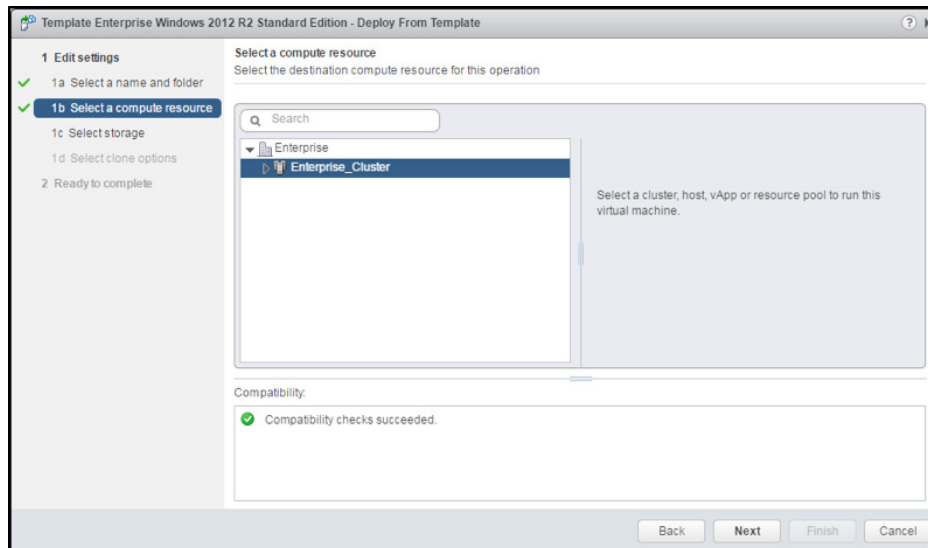 Template Enterprise Windows 2012 R2 Standard Edition - Deploy From Template
?
1 Edit settings
1a Select a name and folder
1b Select a compute resource
1c Select storage
1d Select clone options
2 Ready to complete
Select a compute resource
Select the destination compute resource for this operation
Search
Enterprise
Enterprise_Cluster
Select a cluster, host, vApp or resource pool to run this
virtual machine.
Compatibility:
Compatibility checks succeeded.
Back Next Finish Cancel